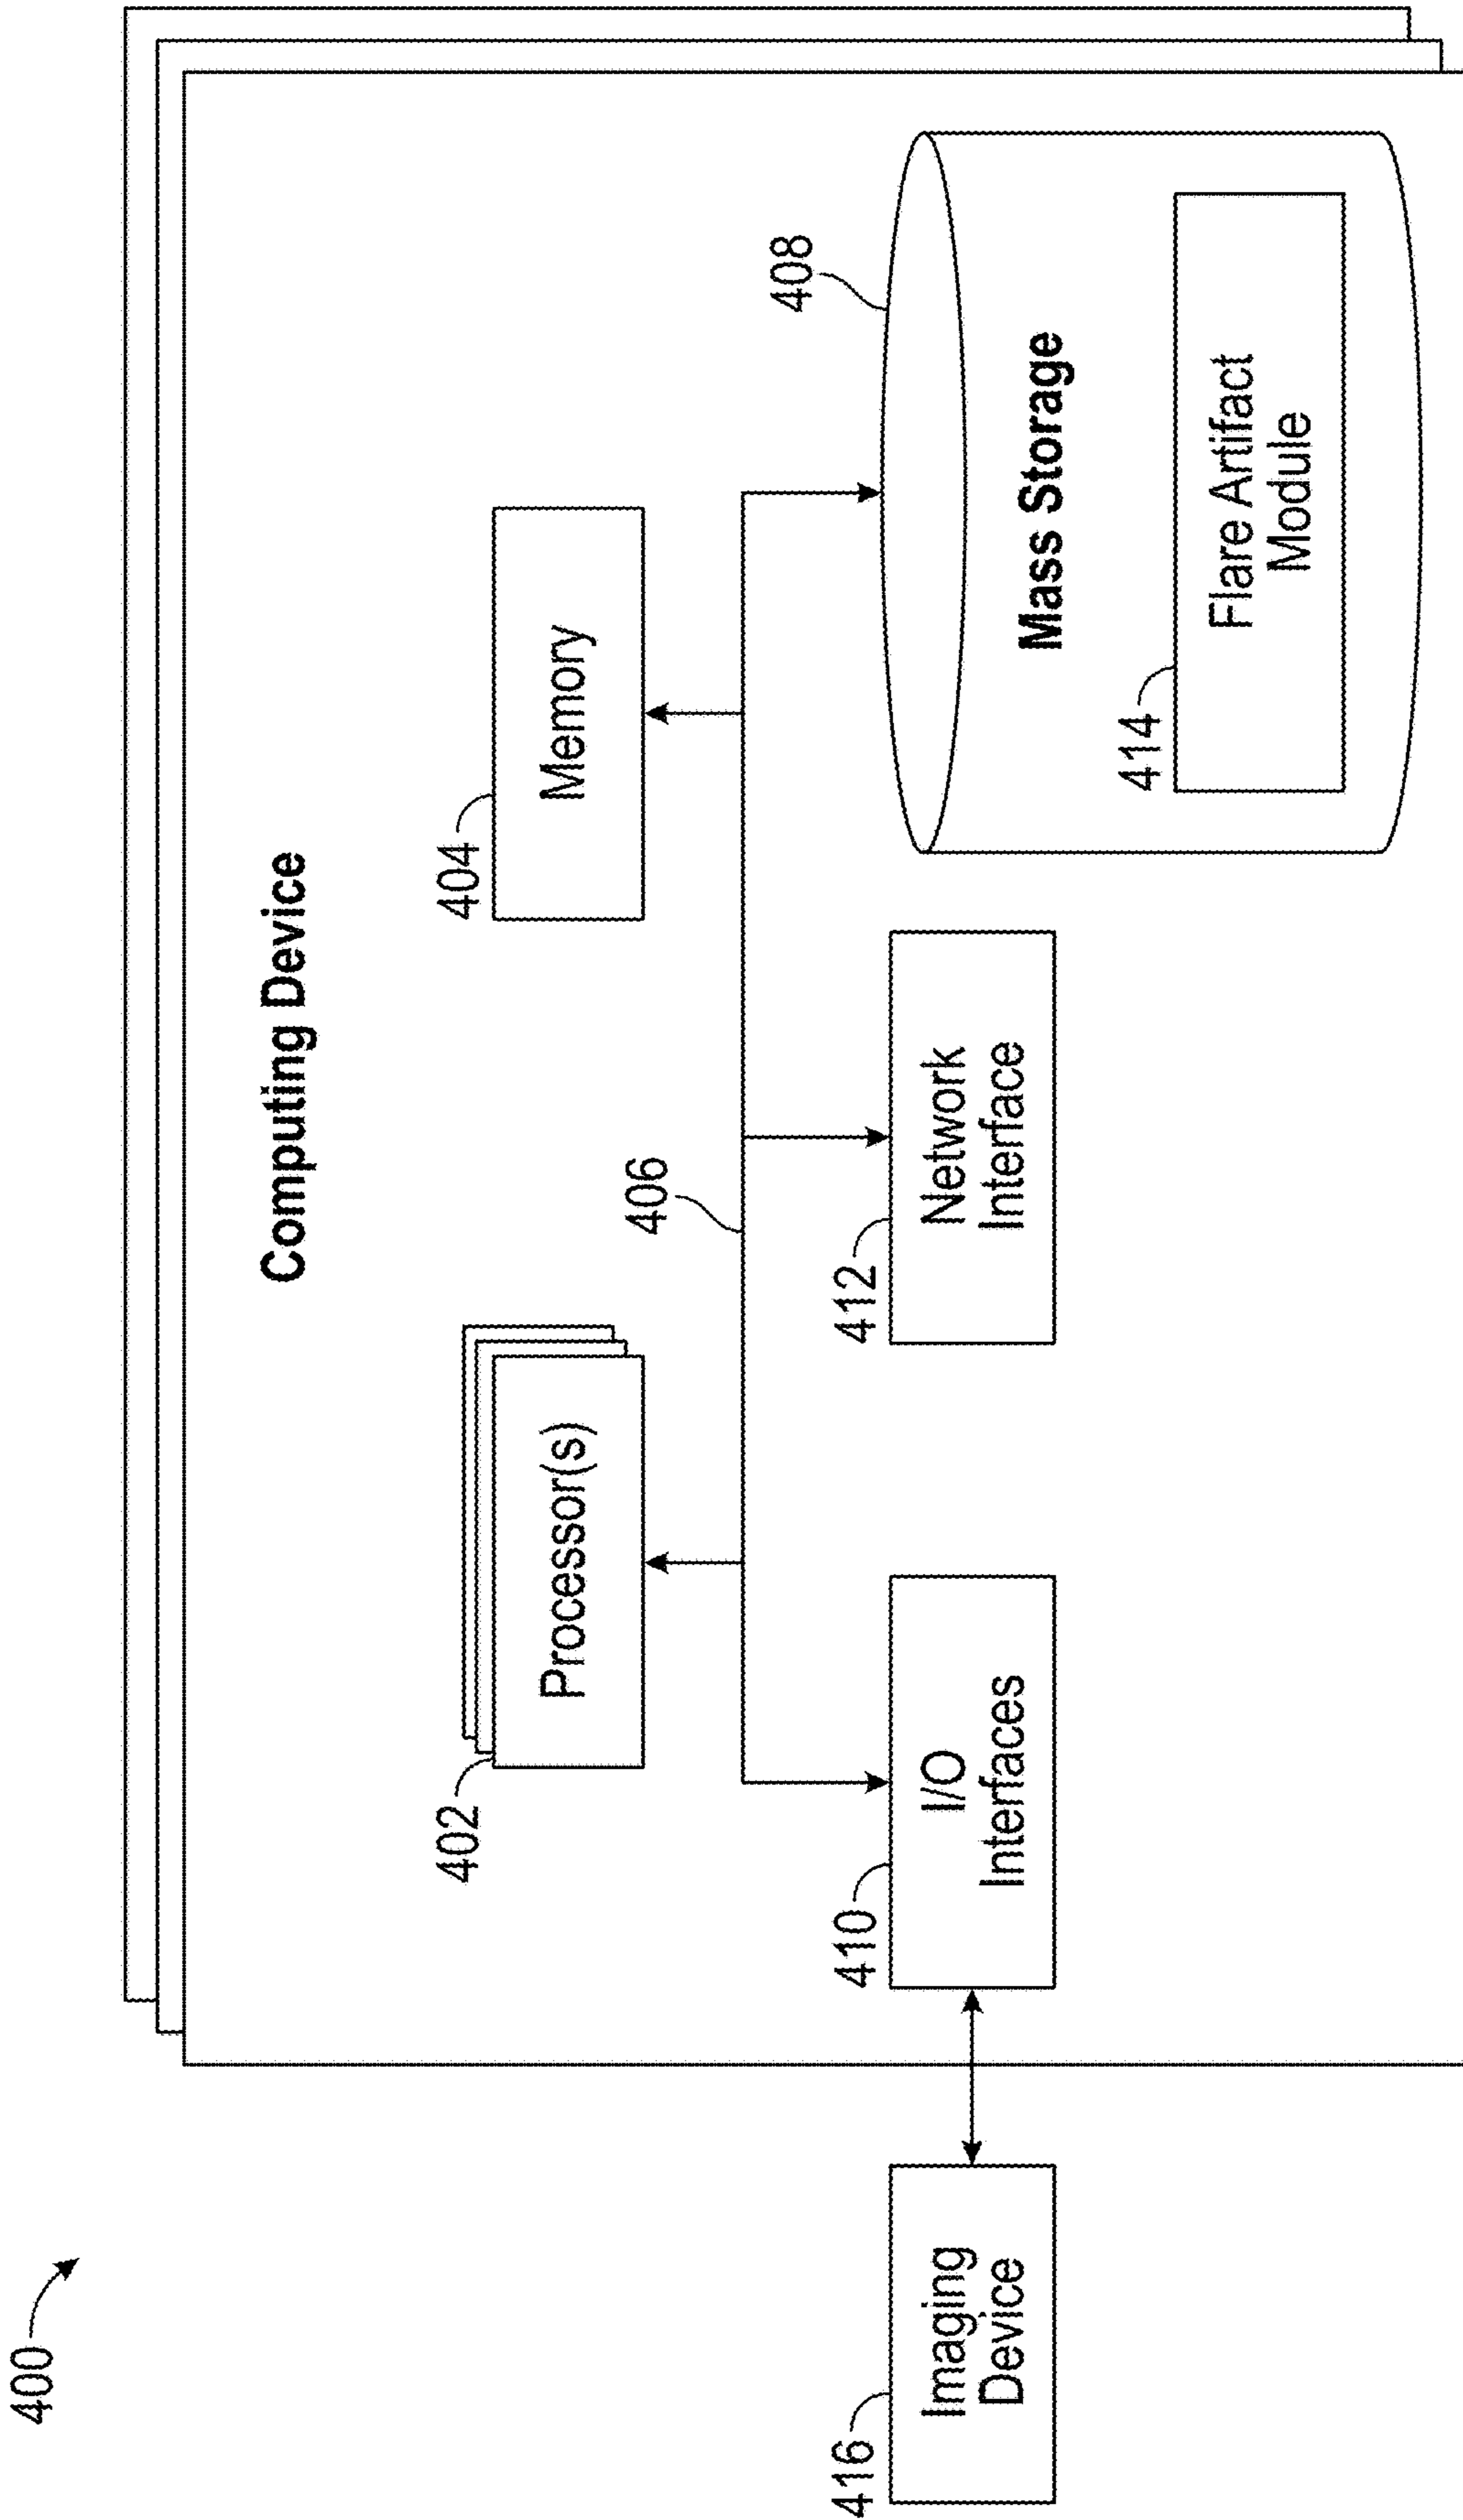 400
Computing Device
402
Processor(s)
404
Memory
406
408
Mass Storage
414
Flare Artifact
Module
416
Imaging
Device
410
I/O
Interfaces
412
Network
Interface